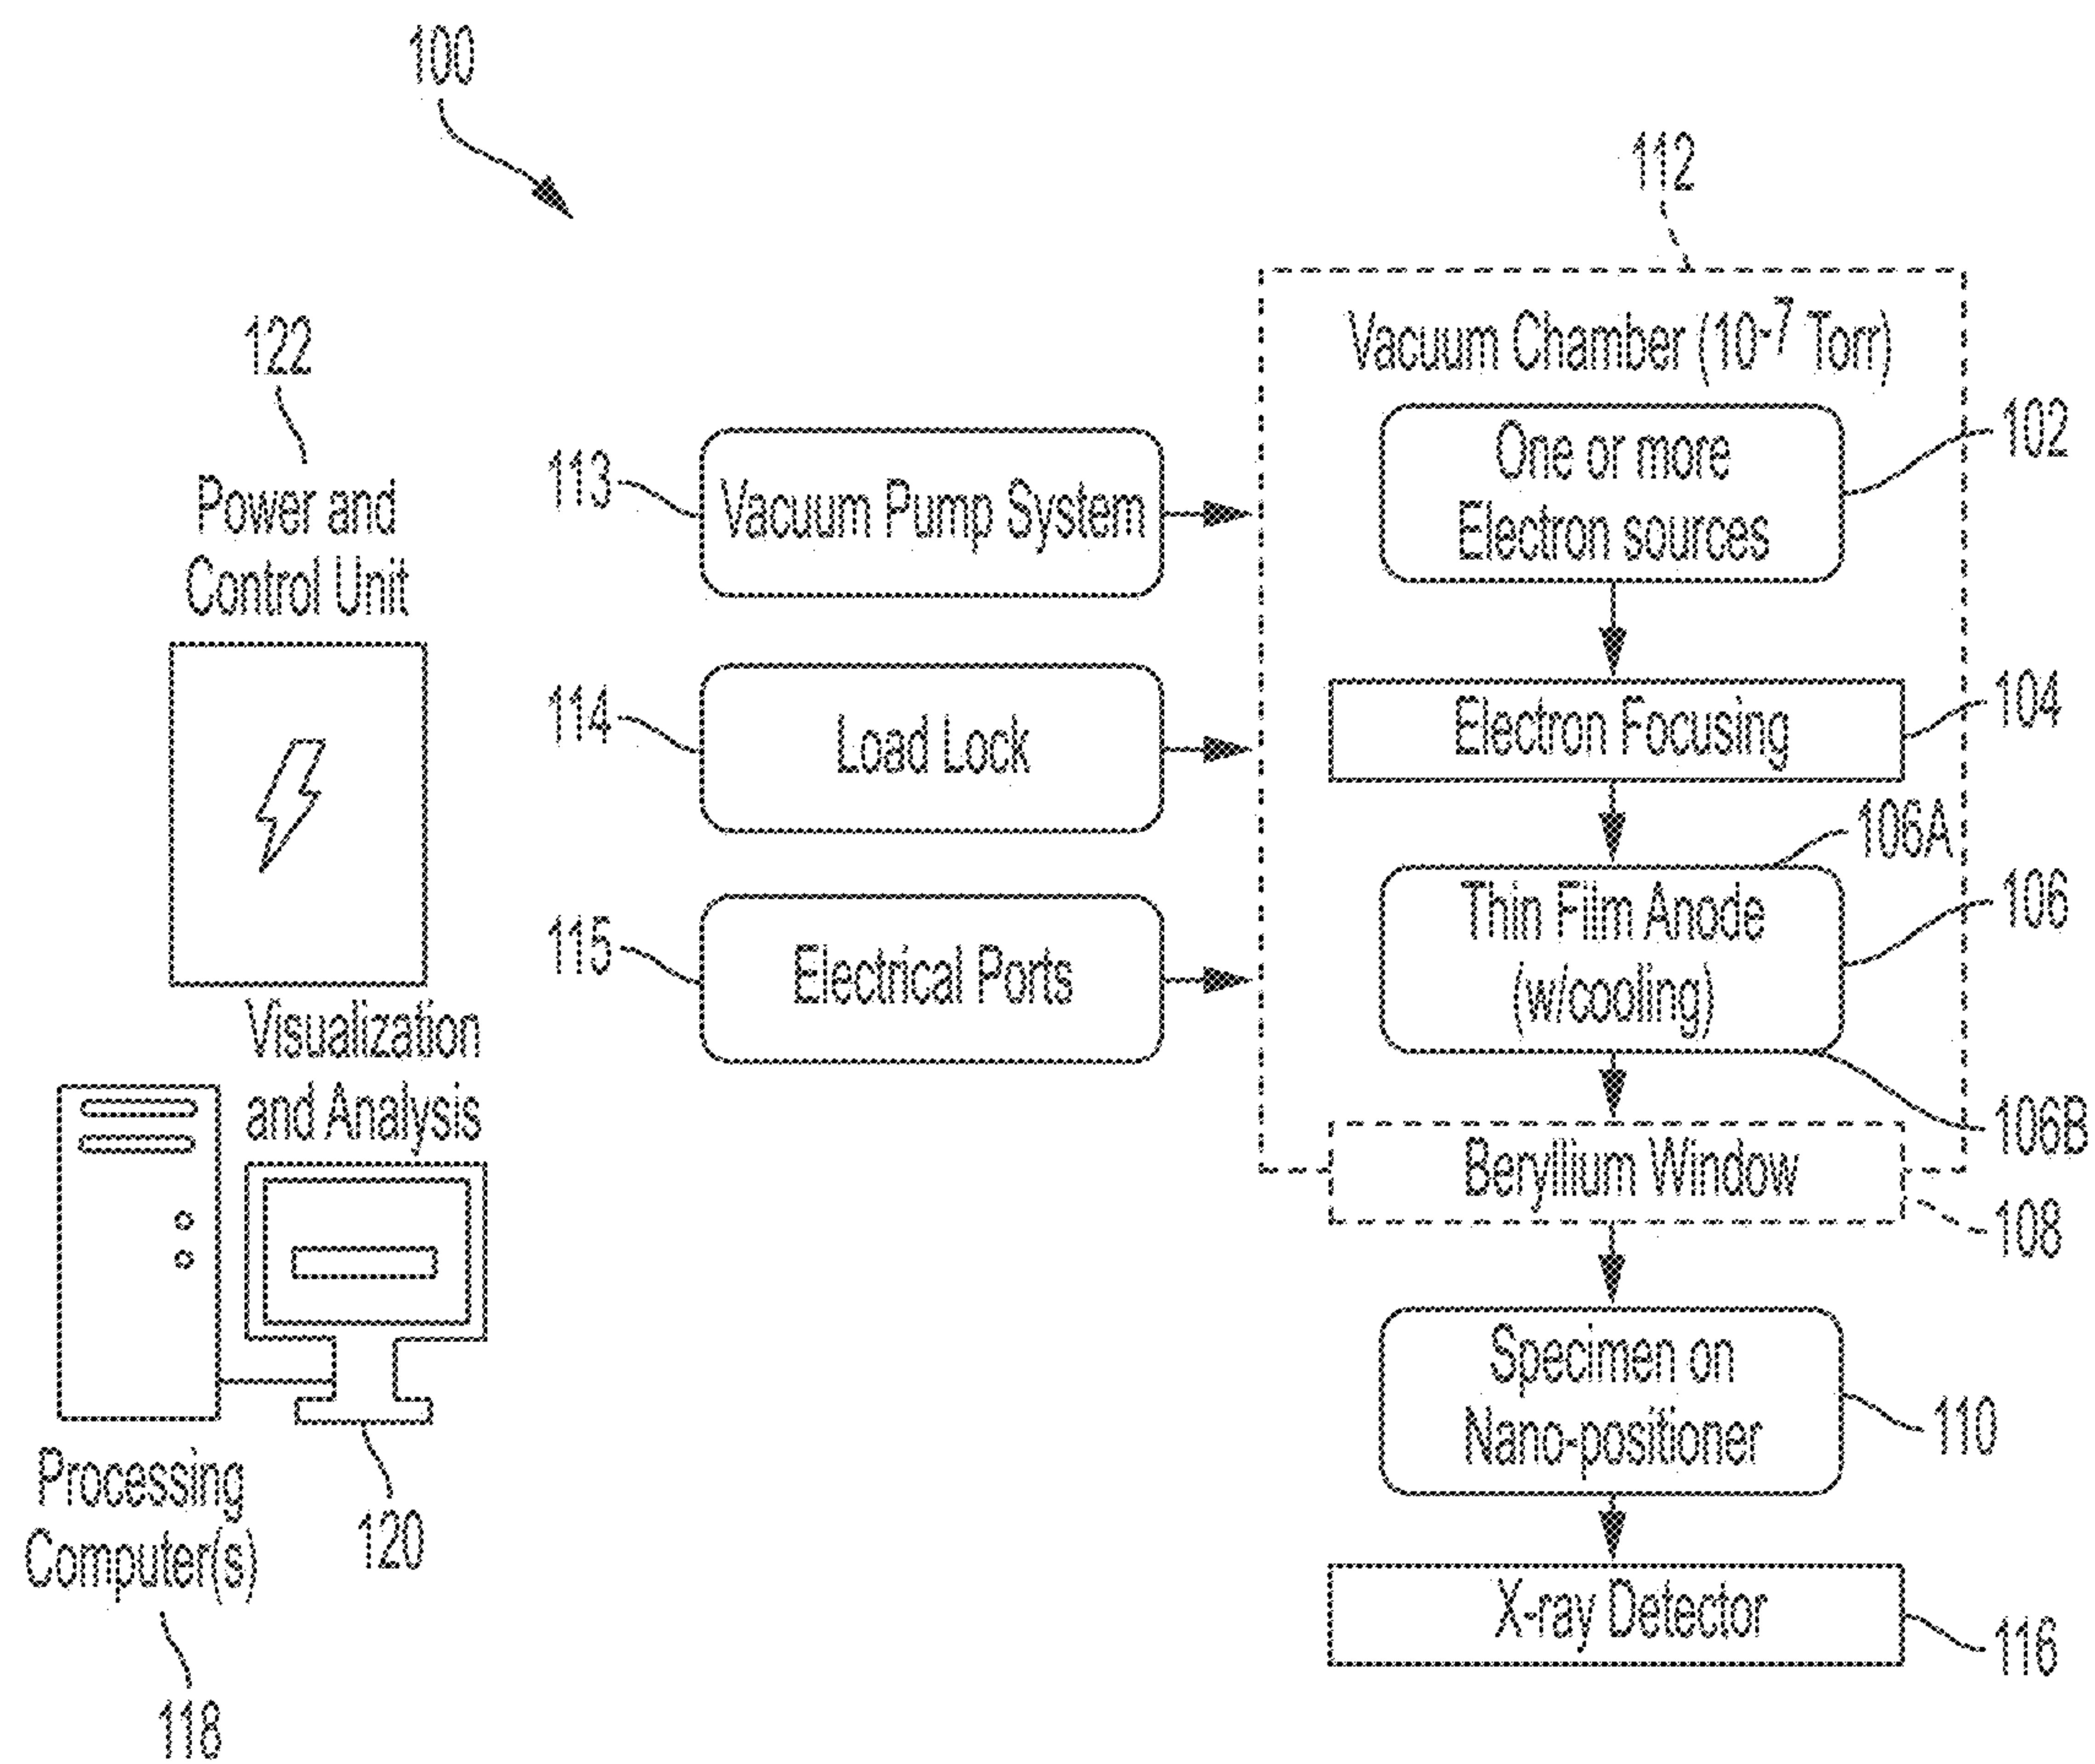 100
112
Vacuum Chamber (10-7 Torr)
122
Power and
Control Unit
113
Vacuum Pump System
One or more
Electron sources
102
114
Load Lock
Electron Focusing
104
106A
115
Electrical Ports
Thin Film Anode
(w/cooling)
106
106B
Visualization
and Analysis
Beryllium Window
108
Specimen on
Nano-positioner
110
Processing
Computer(s)
120
X-ray Detector
116
118